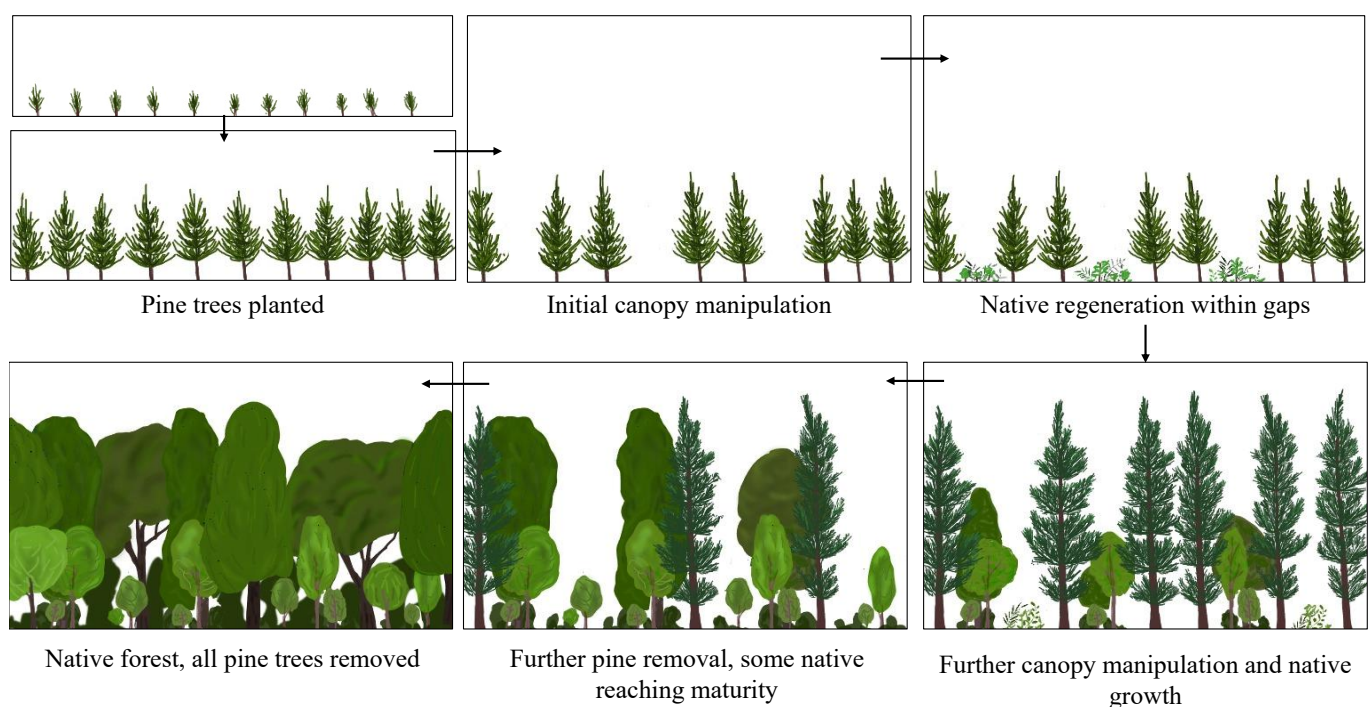 Pine trees planted
Initial canopy manipulation
Native regeneration within gaps
Native forest, all pine trees removed
Further pine removal, some native
reaching maturity
Further canopy manipulation and native
growth